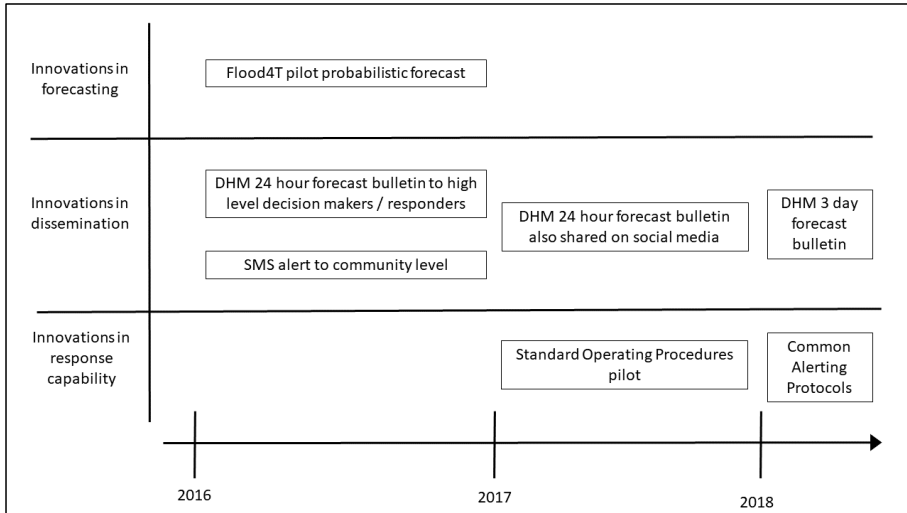 Innovations in
forecasting
Flood4T pilot probabilistic forecast
Innovations in
dissemination
DHM 24 hour forecast bulletin to high
level decision makers / responders
SMS alert to community level
DHM 24 hour forecast bulletin
also shared on social media
DHM 3 day
forecast
bulletin
Innovations in
response
capability
Standard Operating Procedures
pilot
Common
Alerting
Protocols
2016
2017
2018